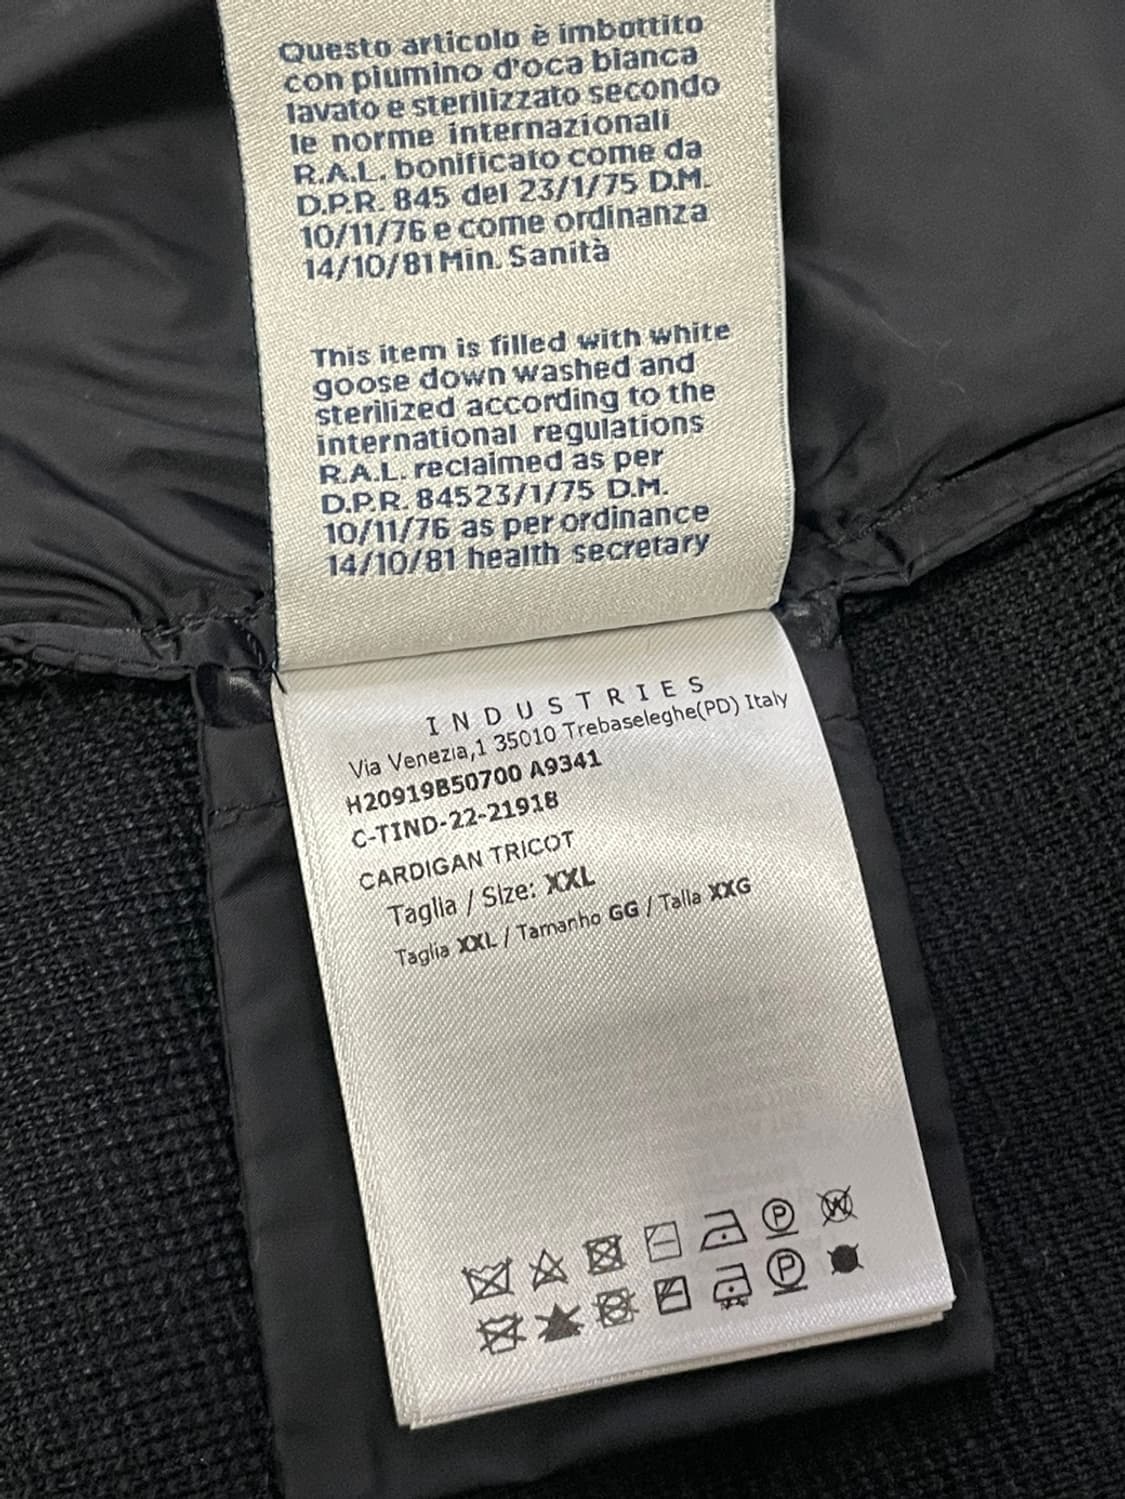 Questo articolo è imbottito
con piumino d'oca bianca
lavato e sterilizzato secondo
le norme internazionali
R.A.L. bonificato come da
D.P.R. 845 del 23/1/75 D.M.
10/11/76 e come ordinanza
14/10/81 Min. Sanità
This item is filled with white
goose down washed and
sterilized according to the
international regulations
R.A.L. reclaimed as per
D.P.R. 84523/1/75 D.M.
10/11/76 as per ordinance
14/10/81 health secretary
INDUSTRIES
Via Venezia,1 35010 Trebaseleghe(PD) Italy
H20919B50700 A9341
C-TIND-22-21918
CARDIGAN TRICOT
Taglia / Size: XXL
Taglia XXL / Tamanho GG / Talla XXG
P W
P